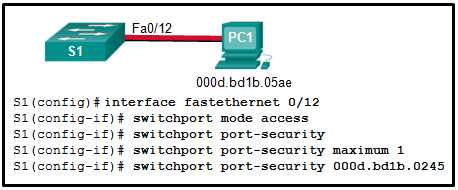 Fa0/12
S1
PC1
000d.bd1b.05ae
S1(config)# interface fastethernet 0/12
S1(config-if)# switchport mode access
S1(config-if)# switchport port-security
S1(config-if)# switchport port-security maximum 1
S1(config-if)# switchport port-security 000d.bd1b.0245